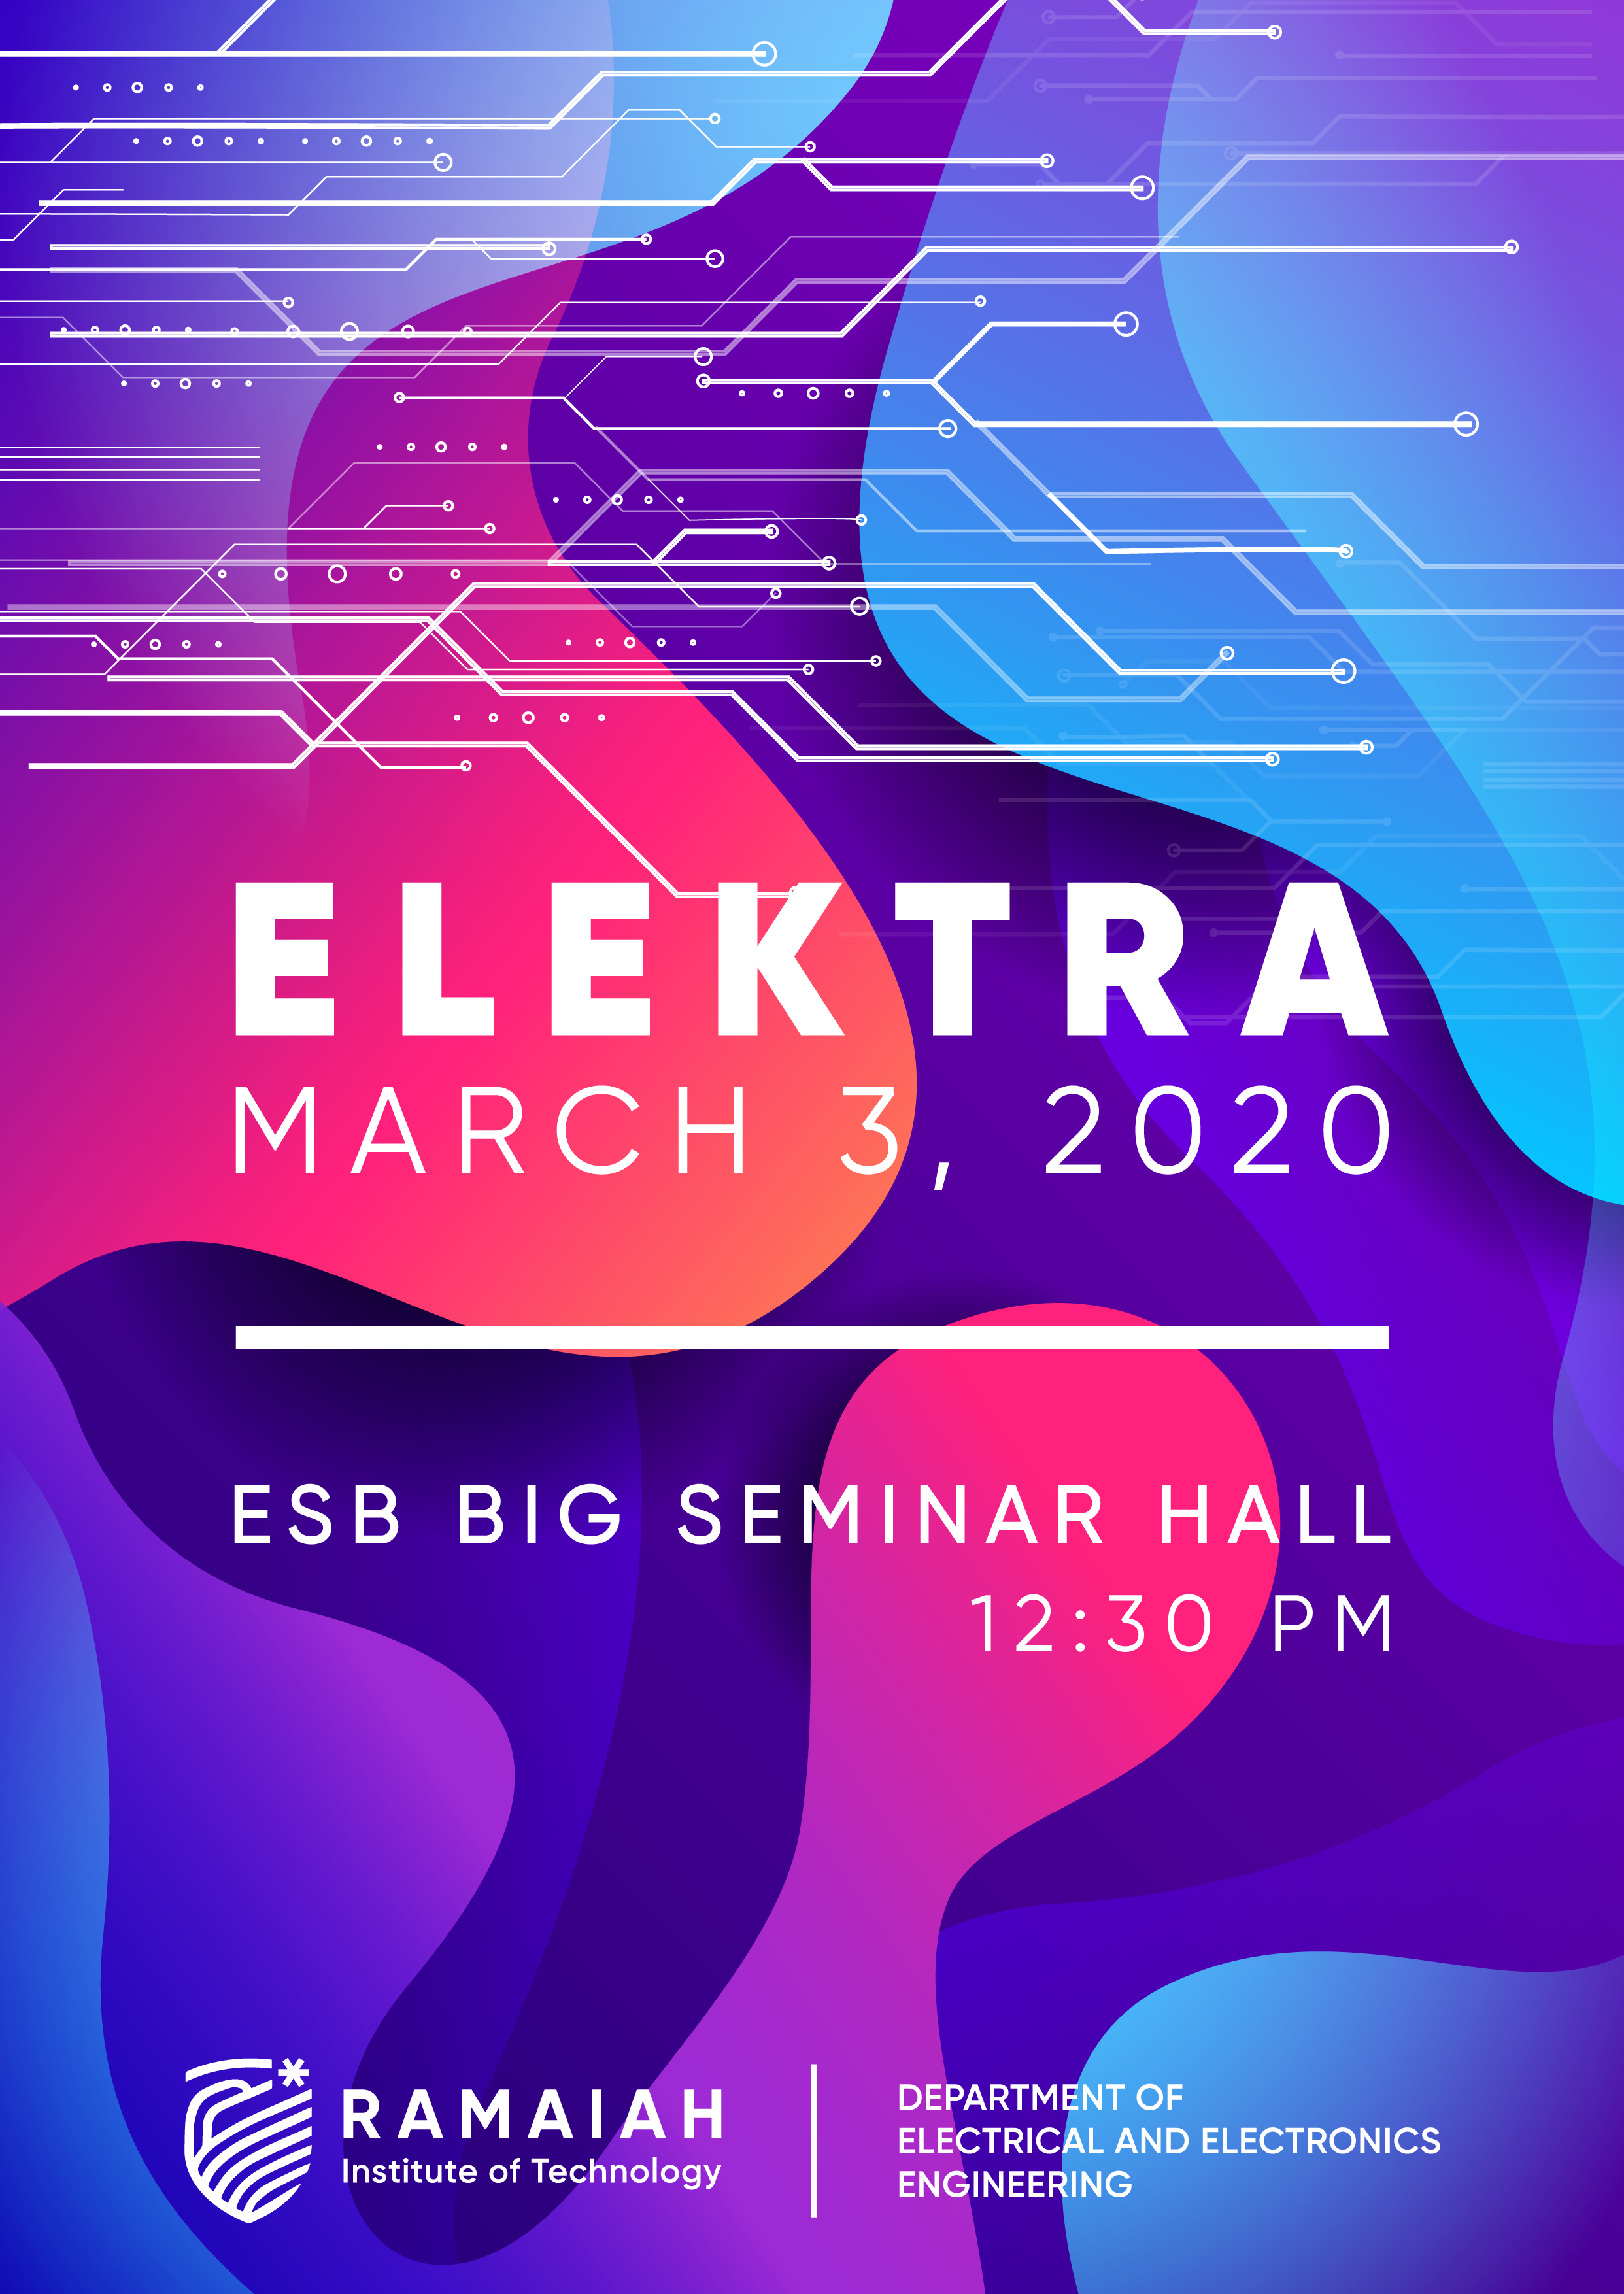 ELEKTRA
MARCH 3, 2020
ESB BIG SEMINAR HALL
12:30 PM
RAMAIAH
Institute of Technology
DEPARTMENT OF
ELECTRICAL AND ELECTRONICS
ENGINEERING